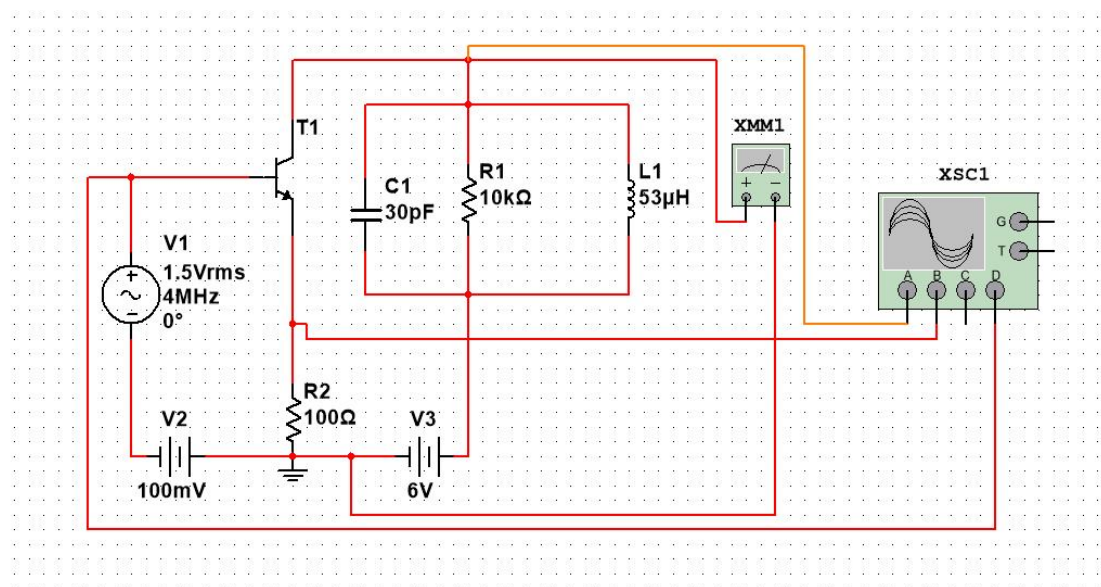 T1
XMM1
XSC1
C1
30pF
R1
10kΩ
L1
53µH
+
−
G
T
A
B
C
D
V1
1.5Vrms
4MHz
0°
+
−
R2
100Ω
V2
100mV
V3
6V